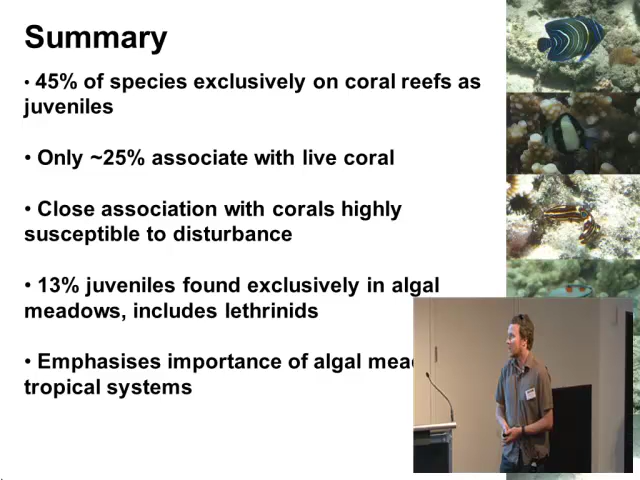 Summary
• 45% of species exclusively on coral reefs as
juveniles
• Only ~25% associate with live coral
• Close association with corals highly
susceptible to disturbance
• 13% juveniles found exclusively in algal
meadows, includes lethrinids
• Emphasises importance of algal
tropical systems